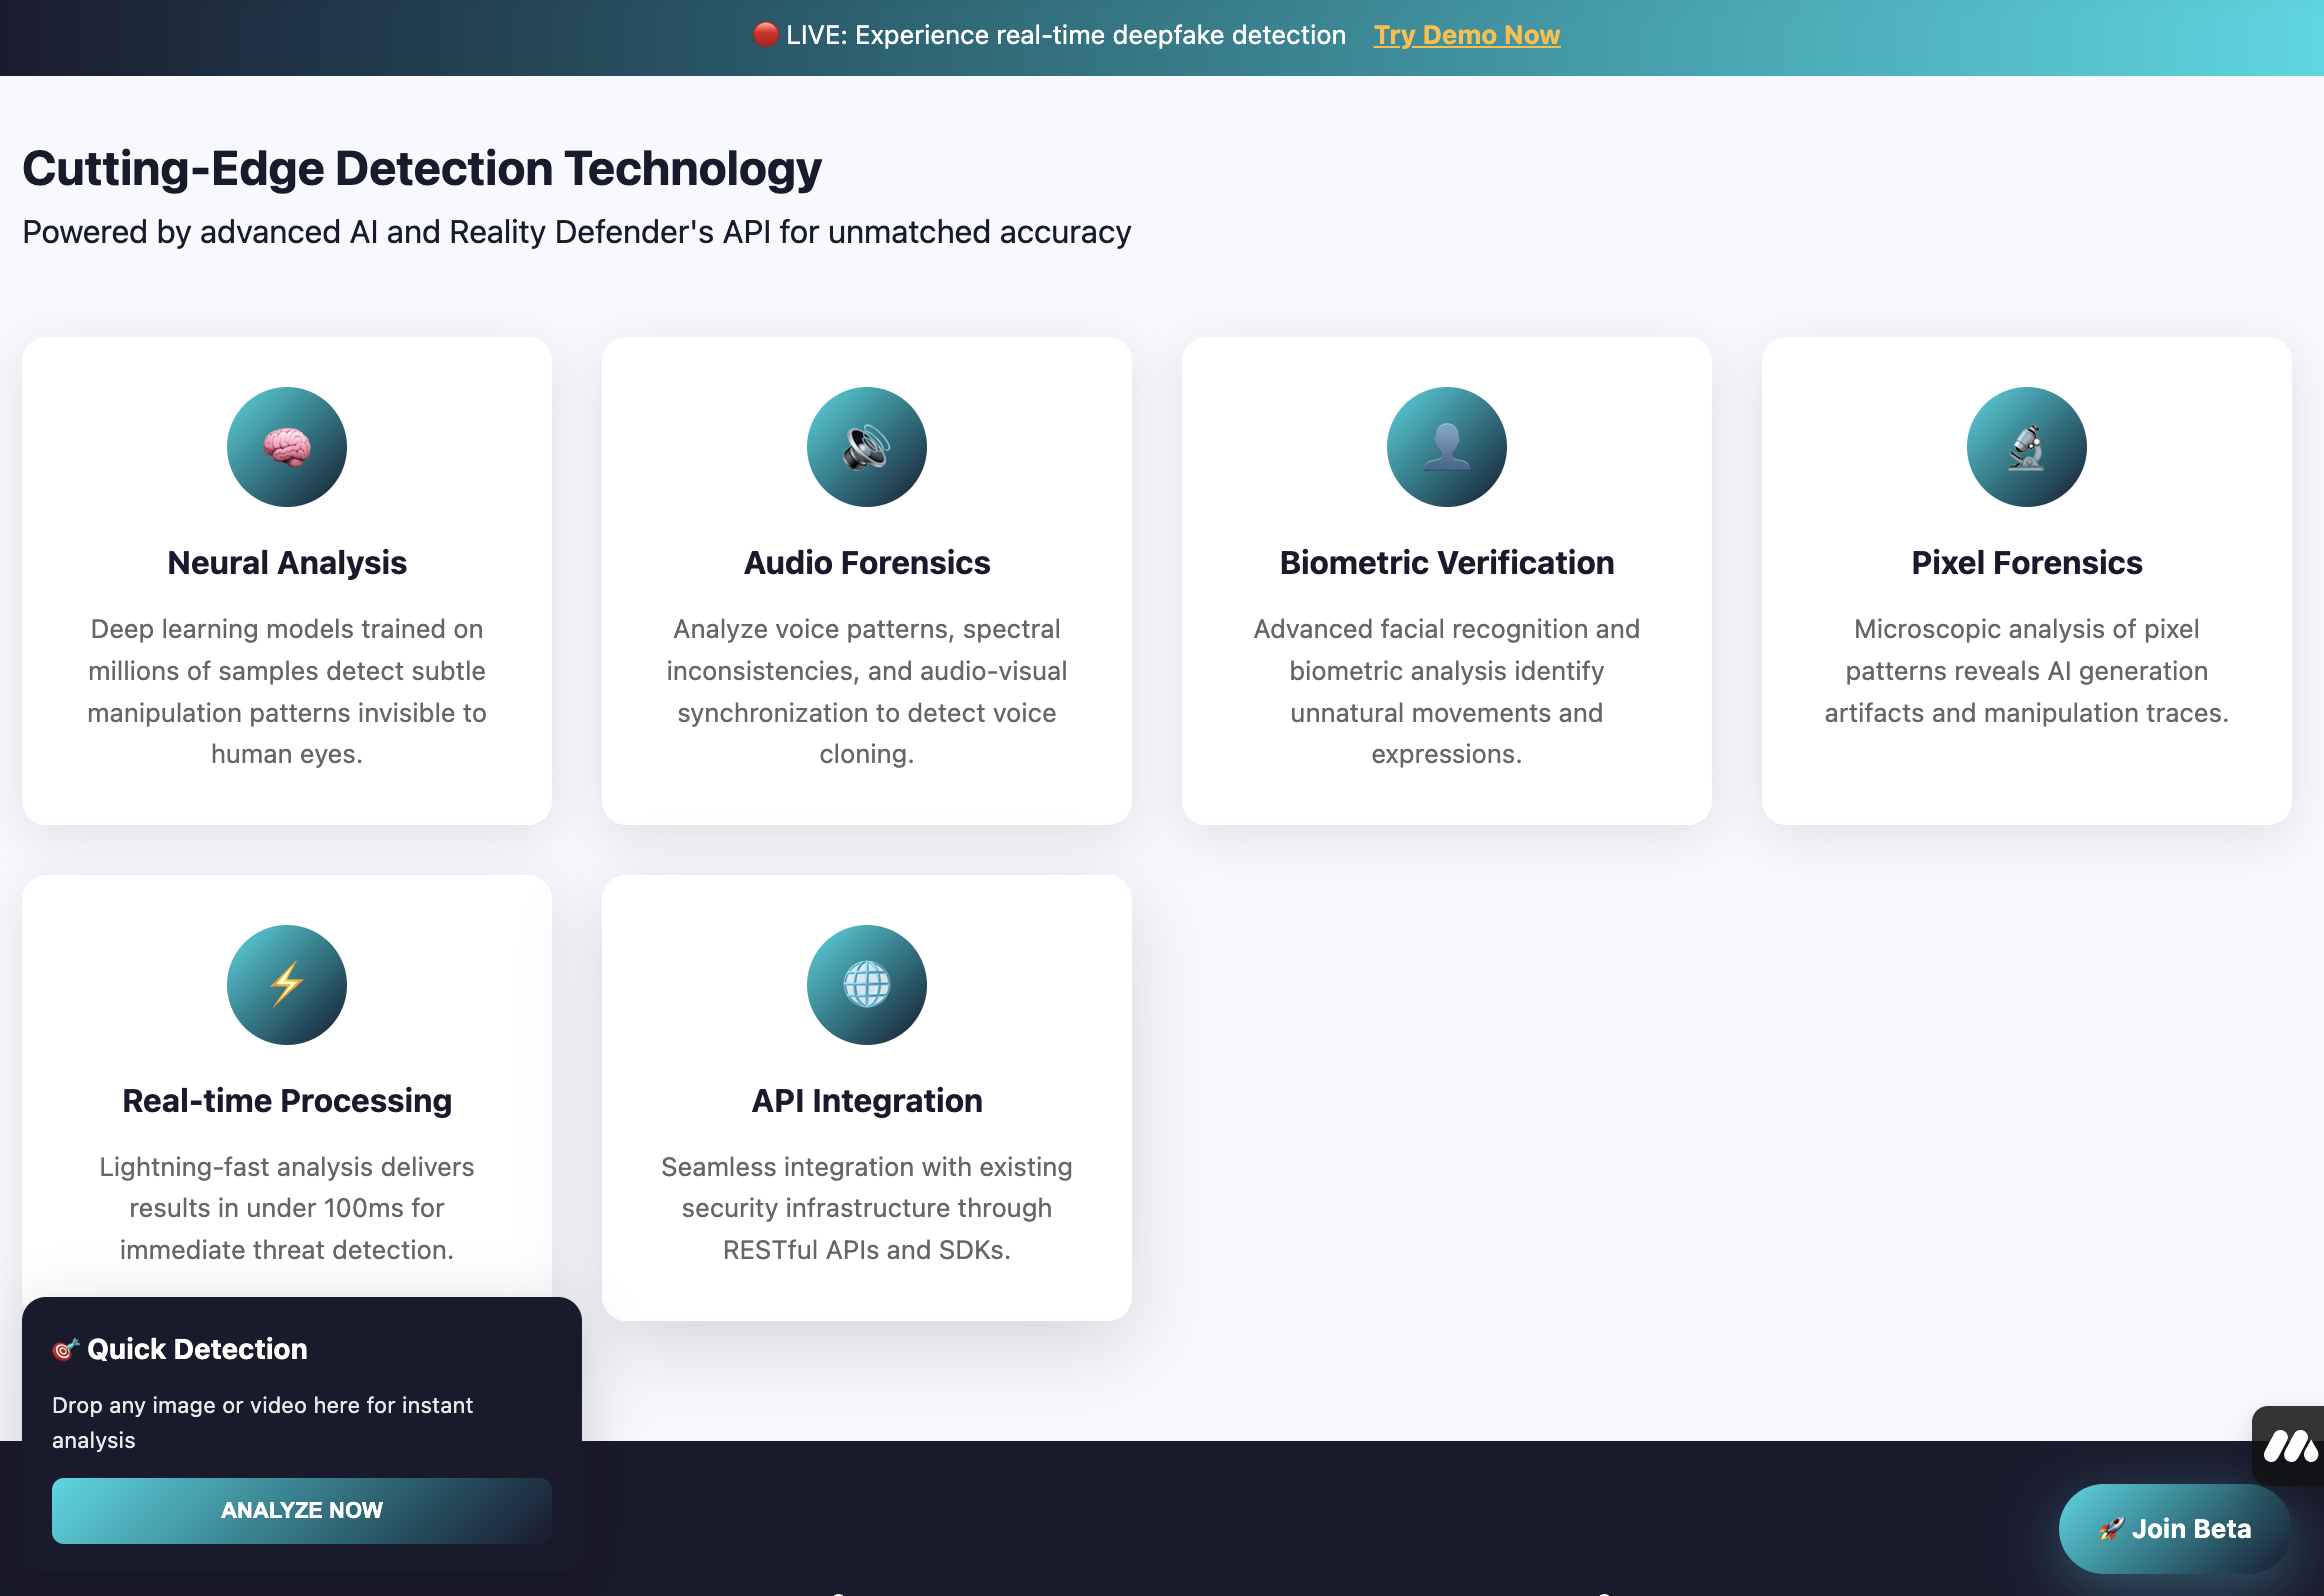 LIVE: Experience real-time deepfake detection Try Demo Now
Cutting-Edge Detection Technology
Powered by advanced AI and Reality Defender's API for unmatched accuracy
Neural Analysis
Deep learning models trained on
millions of samples detect subtle
manipulation patterns invisible to
human eyes.
Audio Forensics
Analyze voice patterns, spectral
inconsistencies, and audio-visual
synchronization to detect voice
cloning.
Biometric Verification
Advanced facial recognition and
biometric analysis identify
unnatural movements and
expressions.
Pixel Forensics
Microscopic analysis of pixel
patterns reveals AI generation
artifacts and manipulation traces.
Real-time Processing
Lightning-fast analysis delivers
results in under 100ms for
immediate threat detection.
API Integration
Seamless integration with existing
security infrastructure through
RESTful APIs and SDKs.
Quick Detection
Drop any image or video here for instant
analysis
ANALYZE NOW
Join Beta